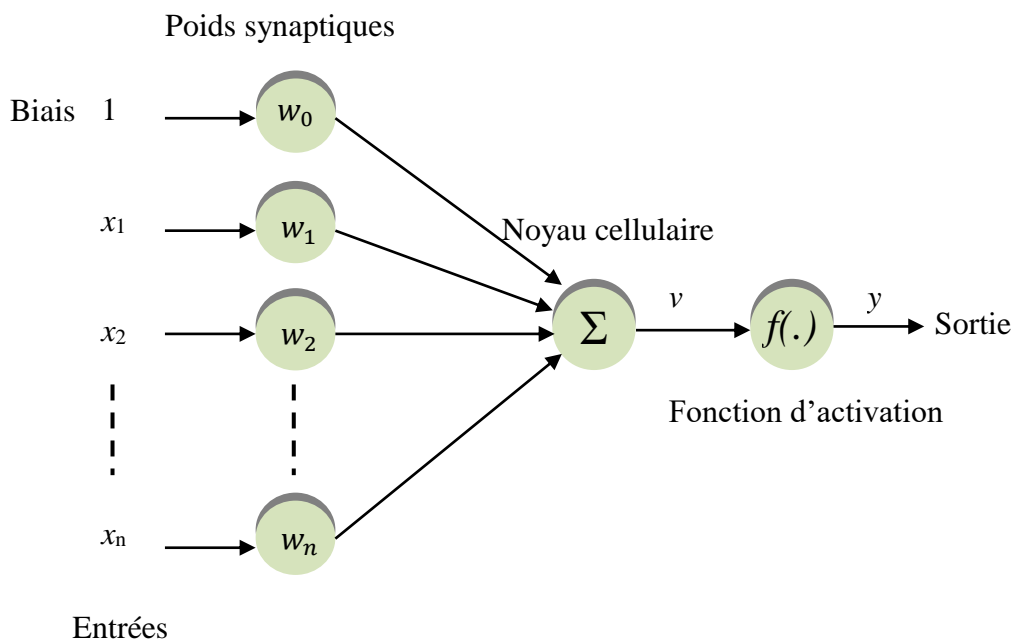 Poids synaptiques
Biais 1
w₀
x₁
w₁
Noyau cellulaire
x₂
w₂
Σ
v
f(.)
y
Sortie
Fonction d’activation
xₙ
wₙ
Entrées